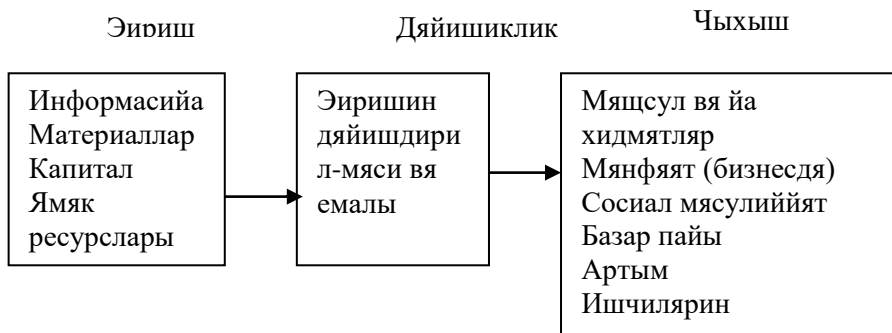 Эириш
Дяйишиклик
Чыхыш
Информасийа
Материаллар
Капитал
Ямяк
ресурслары
Эиришин
дяйишдири
л-мяси вя
емалы
Мящсул вя йа
хидмятляр
Мянфяят (бизнесдя)
Сосиал мясулиййят
Базар пайы
Артым
Ишчилярин